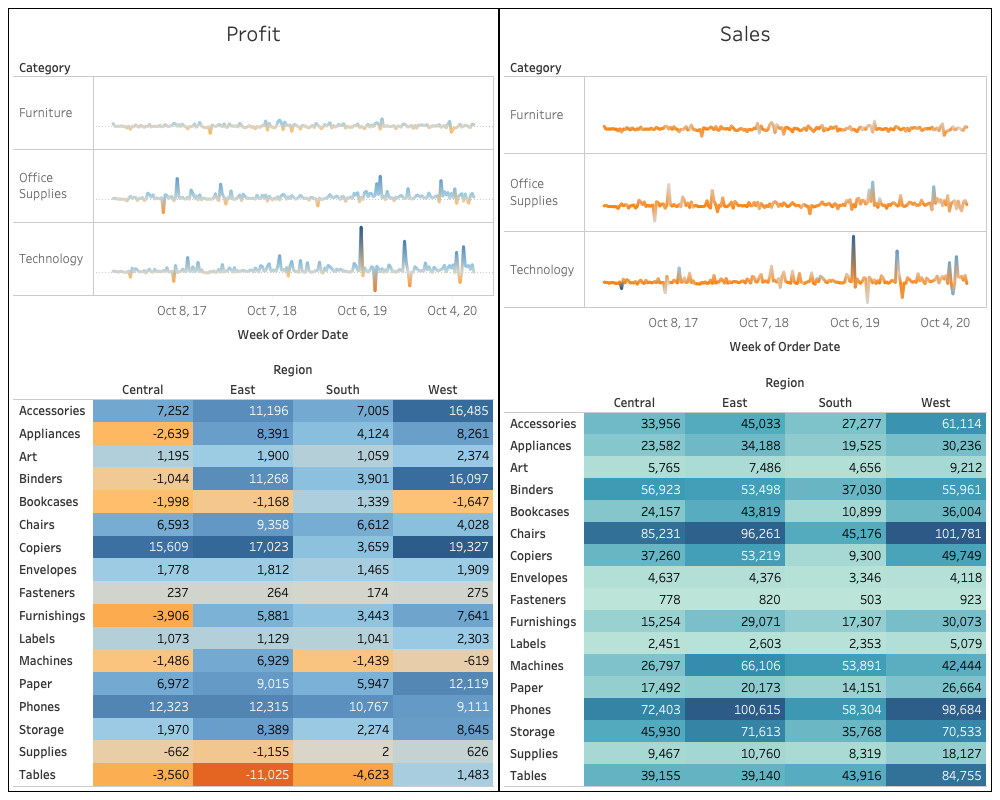 Profit
Category
Furniture
Office
Supplies
Technology
Oct 8, 17 Oct 7, 18 Oct 6, 19 Oct 4, 20
Week of Order Date
Region
Central East South West
Accessories 7,252 11,196 7,005 16,485
Appliances -2,639 8,391 4,124 8,261
Art 1,195 1,900 1,059 2,374
Binders -1,044 11,268 3,901 16,097
Bookcases -1,998 -1,168 1,339 -1,647
Chairs 6,593 9,358 6,612 4,028
Copiers 15,609 17,023 3,659 19,327
Envelopes 1,778 1,812 1,465 1,909
Fasteners 237 264 174 275
Furnishings -3,906 5,881 3,443 7,641
Labels 1,073 1,129 1,041 2,303
Machines -1,486 6,929 -1,439 -619
Paper 6,972 9,015 5,947 12,119
Phones 12,323 12,315 10,767 9,111
Storage 1,970 8,389 2,274 8,645
Supplies -662 -1,155 2 626
Tables -3,560 -11,025 -4,623 1,483
Sales
Category
Furniture
Office
Supplies
Technology
Oct 8, 17 Oct 7, 18 Oct 6, 19 Oct 4, 20
Week of Order Date
Region
Central East South West
Accessories 33,956 45,033 27,277 61,114
Appliances 23,582 34,188 19,525 30,236
Art 5,765 7,486 4,656 9,212
Binders 56,923 53,498 37,030 55,961
Bookcases 24,157 43,819 10,899 36,004
Chairs 85,231 96,261 45,176 101,781
Copiers 37,260 53,219 9,300 49,749
Envelopes 4,637 4,376 3,346 4,118
Fasteners 778 820 503 923
Furnishings 15,254 29,071 17,307 30,073
Labels 2,451 2,603 2,353 5,079
Machines 26,797 66,106 53,891 42,444
Paper 17,492 20,173 14,151 26,664
Phones 72,403 100,615 58,304 98,684
Storage 45,930 71,613 35,768 70,533
Supplies 9,467 10,760 8,319 18,127
Tables 39,155 39,140 43,916 84,755